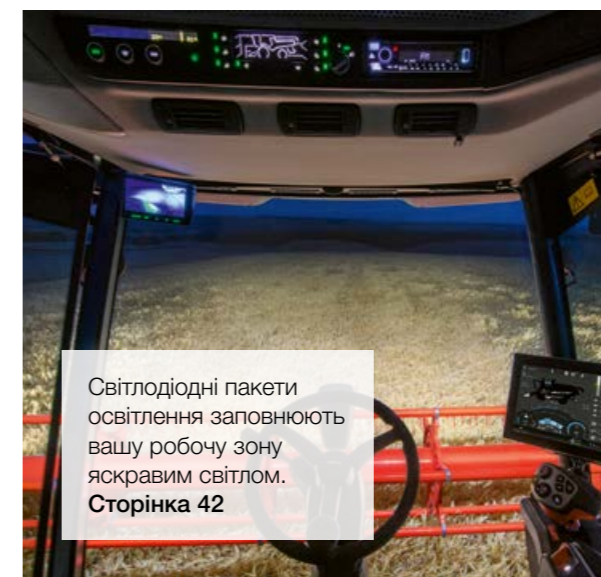 Світлодіодні пакети
освітлення заповнюють
вашу робочу зону
яскравим світлом.
Сторінка 42